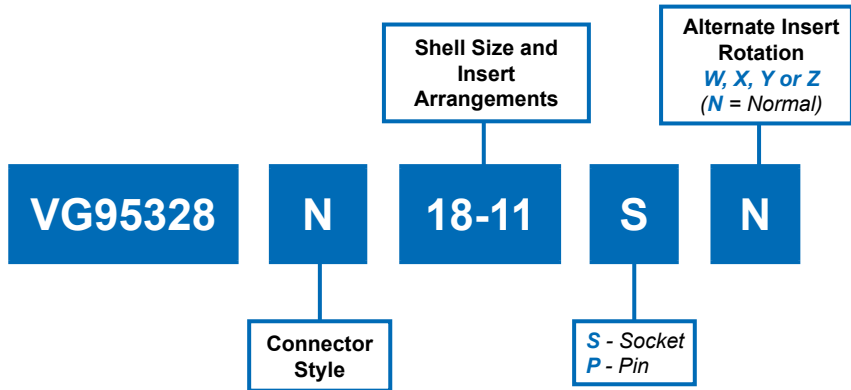 Shell Size and
Insert
Arrangements
Alternate Insert
Rotation
W, X, Y or Z
(N = Normal)
VG95328 N 18-11 S N
Connector
Style
S - Socket
P - Pin